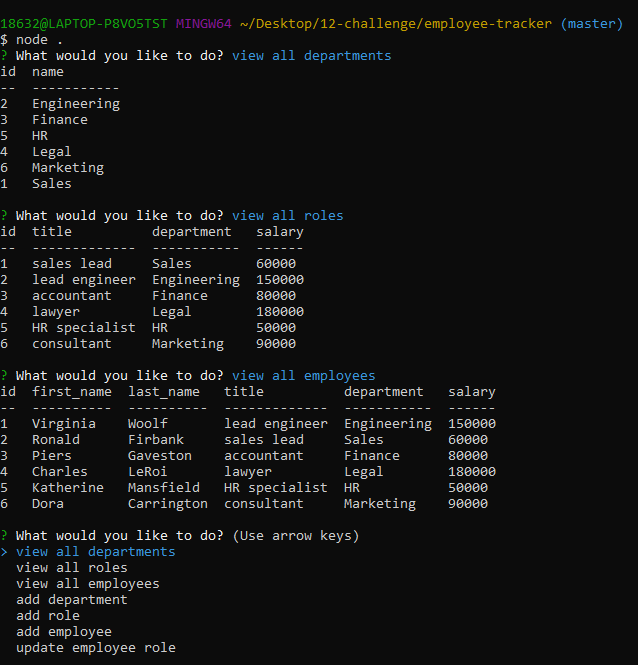 18632@LAPTOP-P8VO5TST MINGW64 ~/Desktop/12-challenge/employee-tracker (master)
$ node .
? What would you like to do? view all departments
id  name
--  -----------
2   Engineering
3   Finance
5   HR
4   Legal
6   Marketing
1   Sales
? What would you like to do? view all roles
id  title          department   salary
--  -------------  -----------  ------
1   sales lead     Sales        60000
2   lead engineer  Engineering  150000
3   accountant     Finance      80000
4   lawyer         Legal        180000
5   HR specialist  HR           50000
6   consultant     Marketing    90000
? What would you like to do? view all employees
id  first_name  last_name   title          department   salary
--  ----------  ----------  -------------  -----------  ------
1   Virginia    Woolf       lead engineer  Engineering  150000
2   Ronald      Firbank     sales lead     Sales        60000
3   Piers       Gaveston    accountant     Finance      80000
4   Charles     LeRoi       lawyer         Legal        180000
5   Katherine   Mansfield   HR specialist  HR           50000
6   Dora        Carrington  consultant     Marketing    90000
? What would you like to do? (Use arrow keys)
> view all departments
  view all roles
  view all employees
  add department
  add role
  add employee
  update employee role